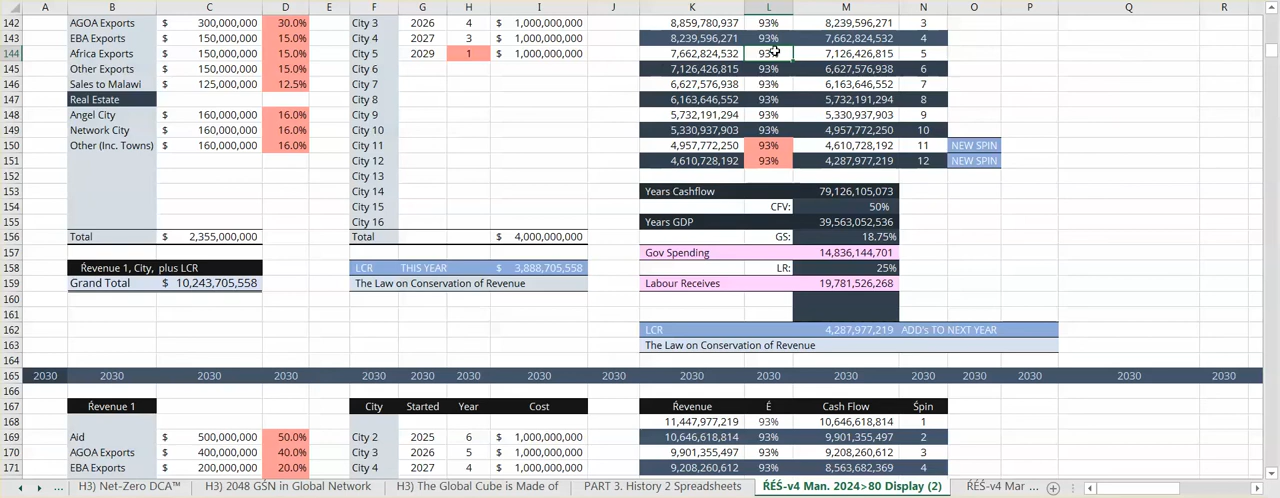 A B C D E F G H I J K L M N O P Q R
142 AGOA Exports $ 300,000,000 30.0% City 3 2026 4 $ 1,000,000,000 8,859,780,937 93% 8,239,596,271 3
143 EBA Exports $ 150,000,000 15.0% City 4 2027 3 $ 1,000,000,000 8,239,596,271 93% 7,662,824,532 4
144 Africa Exports $ 150,000,000 15.0% City 5 2029 1 $ 1,000,000,000 7,662,824,532 93% 7,126,426,815 5
145 Other Exports $ 150,000,000 15.0% City 6 7,126,426,815 93% 6,627,576,938 6
146 Sales to Malawi $ 125,000,000 12.5% City 7 6,627,576,938 93% 6,163,646,552 7
147 Real Estate City 8 6,163,646,552 93% 5,732,191,294 8
148 Angel City $ 160,000,000 16.0% City 9 5,732,191,294 93% 5,330,937,903 9
149 Network City $ 160,000,000 16.0% City 10 5,330,937,903 93% 4,957,772,250 10
150 Other (Inc. Towns) $ 160,000,000 16.0% City 11 4,957,772,250 93% 4,610,728,192 11 NEW SPIN
151 City 12 4,610,728,192 93% 4,287,977,219 12 NEW SPIN
152 City 13
153 City 14 Years Cashflow 79,126,105,073
154 City 15 CFV: 50%
155 City 16 Years GDP 39,563,052,536
156 Total $ 2,355,000,000 Total $ 4,000,000,000 GS: 18.75%
157 Gov Spending 14,836,144,701
158 Ŕevenue 1, City, plus LCR LCR THIS YEAR $ 3,888,705,558 LR: 25%
159 Grand Total $ 10,243,705,558 The Law on Conservation of Revenue Labour Receives 19,781,526,268
160
161
162 LCR 4,287,977,219 ADD's TO NEXT YEAR
163 The Law on Conservation of Revenue
164
165 2030 2030 2030 2030 2030 2030 2030 2030 2030 2030 2030 2030 2030 2030 2030 2030 2030
166
167 Ŕevenue 1 City Started Year Cost Ŕevenue É Cash Flow Śpin
168 11,447,977,219 93% 10,646,618,814 1
169 Aid $ 500,000,000 50.0% City 2 2025 6 $ 1,000,000,000 10,646,618,814 93% 9,901,355,497 2
170 AGOA Exports $ 400,000,000 40.0% City 3 2026 5 $ 1,000,000,000 9,901,355,497 93% 9,208,260,612 3
171 EBA Exports $ 200,000,000 20.0% City 4 2027 4 $ 1,000,000,000 9,208,260,612 93% 8,563,682,369 4
... H3) Net-Zero DCA™ H3) 2048 GSN in Global Network H3) The Global Cube is Made of PART 3. History 2 Spreadsheets ŔÉŚ-v4 Man. 2024>80 Display (2) ŔÉŚ-v4 Mar ...